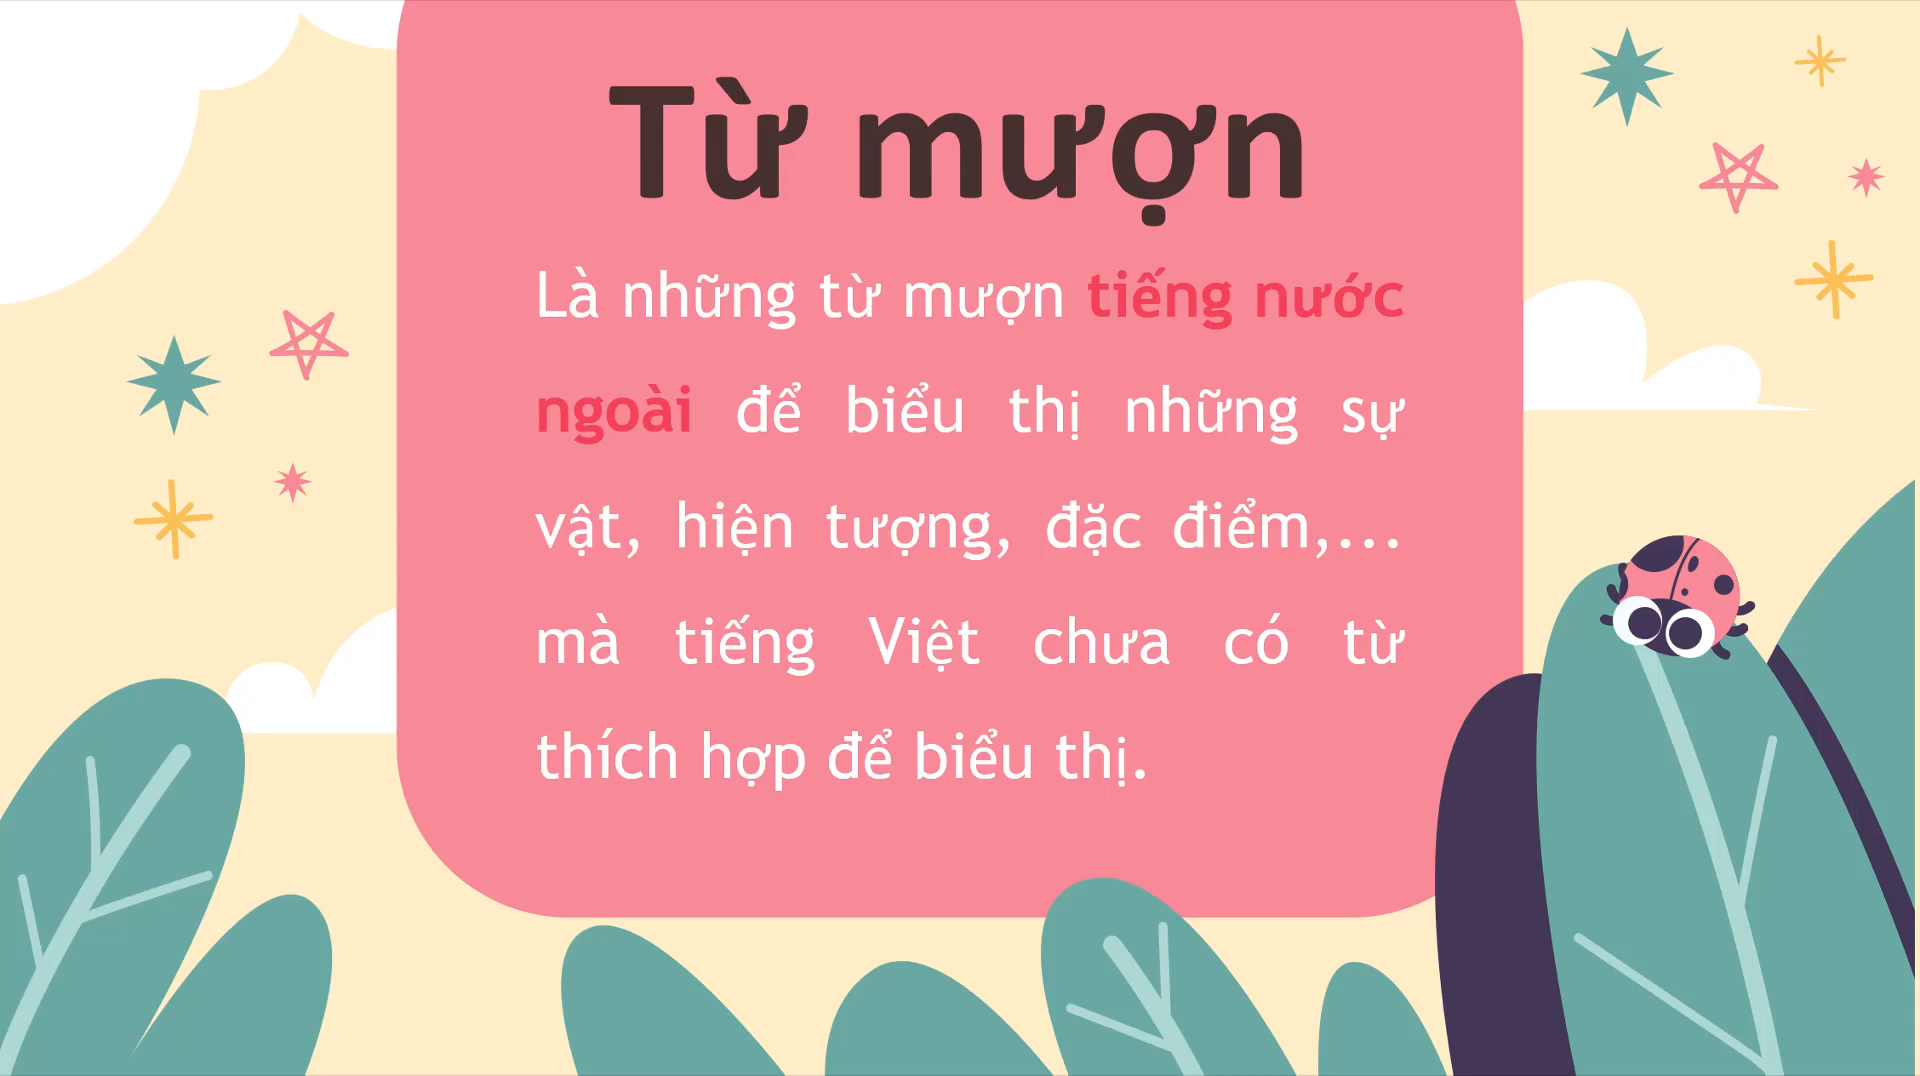 Từ mượn
Là những từ mượn tiếng nước
ngoài để biểu thị những sự
vật, hiện tượng, đặc điểm,...
mà tiếng Việt chưa có từ
thích hợp để biểu thị.